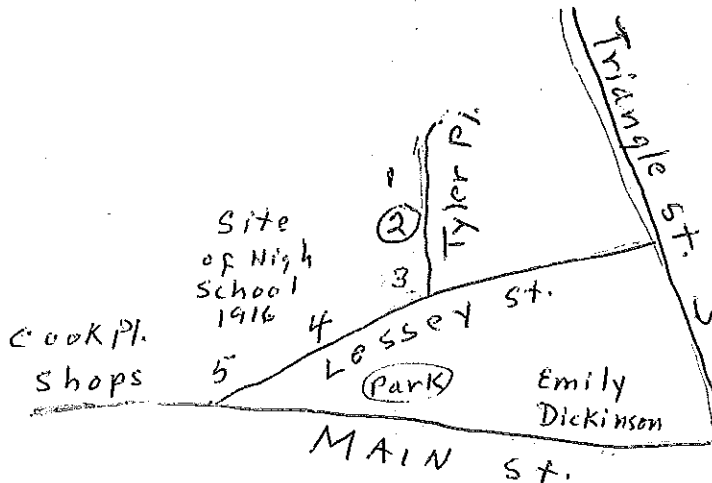 Triangle St.
Tyler Pl.
1
2
3
Site
of High
School
1916
4
5
Cook Pl.
Shops
Lessey St.
Park
Emily
Dickinson
MAIN St.